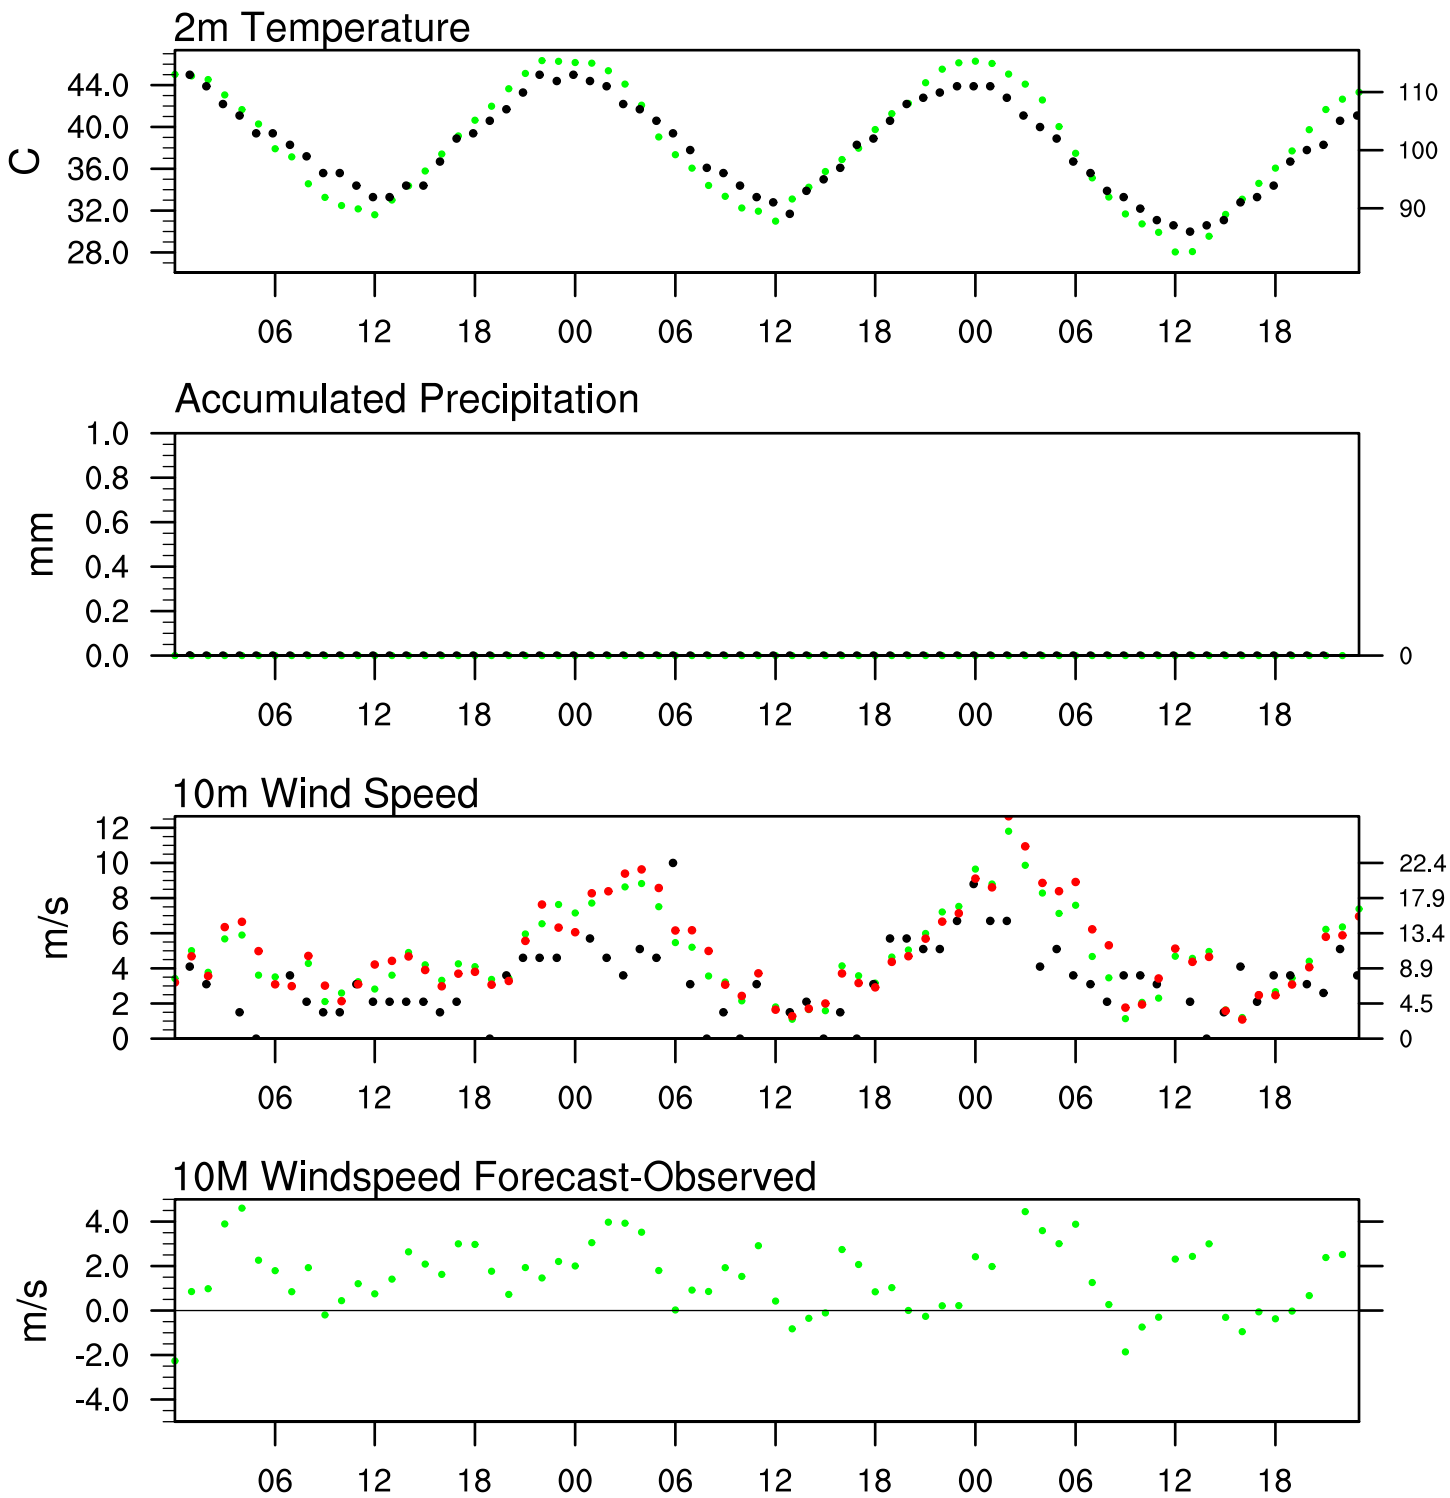 2m Temperature
44.0
40.0
36.0
32.0
28.0
C
110
100
90
06 12 18 00 06 12 18 00 06 12 18
Accumulated Precipitation
1.0
0.8
0.6
0.4
0.2
0.0
mm
0
06 12 18 00 06 12 18 00 06 12 18
10m Wind Speed
12
10
8
6
4
2
0
m/s
22.4
17.9
13.4
8.9
4.5
0
06 12 18 00 06 12 18 00 06 12 18
10M Windspeed Forecast-Observed
4.0
2.0
0.0
-2.0
-4.0
m/s
06 12 18 00 06 12 18 00 06 12 18